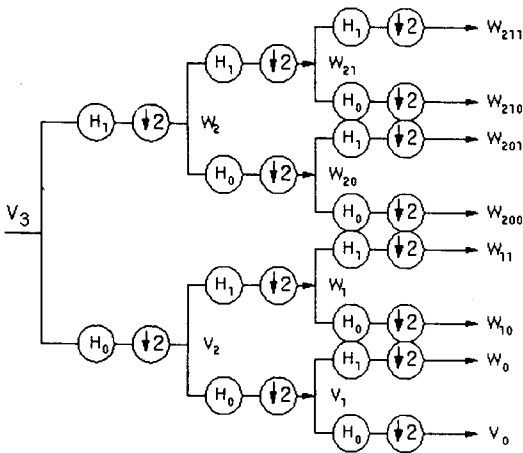 H₁ ↓2 W₂₁₁
H₁ ↓2 W₂₁
H₀ ↓2 W₂₁₀
H₁ ↓2 W₂
H₁ ↓2 W₂₀₁
H₀ ↓2 W₂₀
V₃
H₀ ↓2 W₂₀₀
H₁ ↓2 W₁₁
H₁ ↓2 W₁
H₀ ↓2 W₁₀
H₀ ↓2 V₂
H₁ ↓2 W₀
H₀ ↓2 V₁
H₀ ↓2 V₀